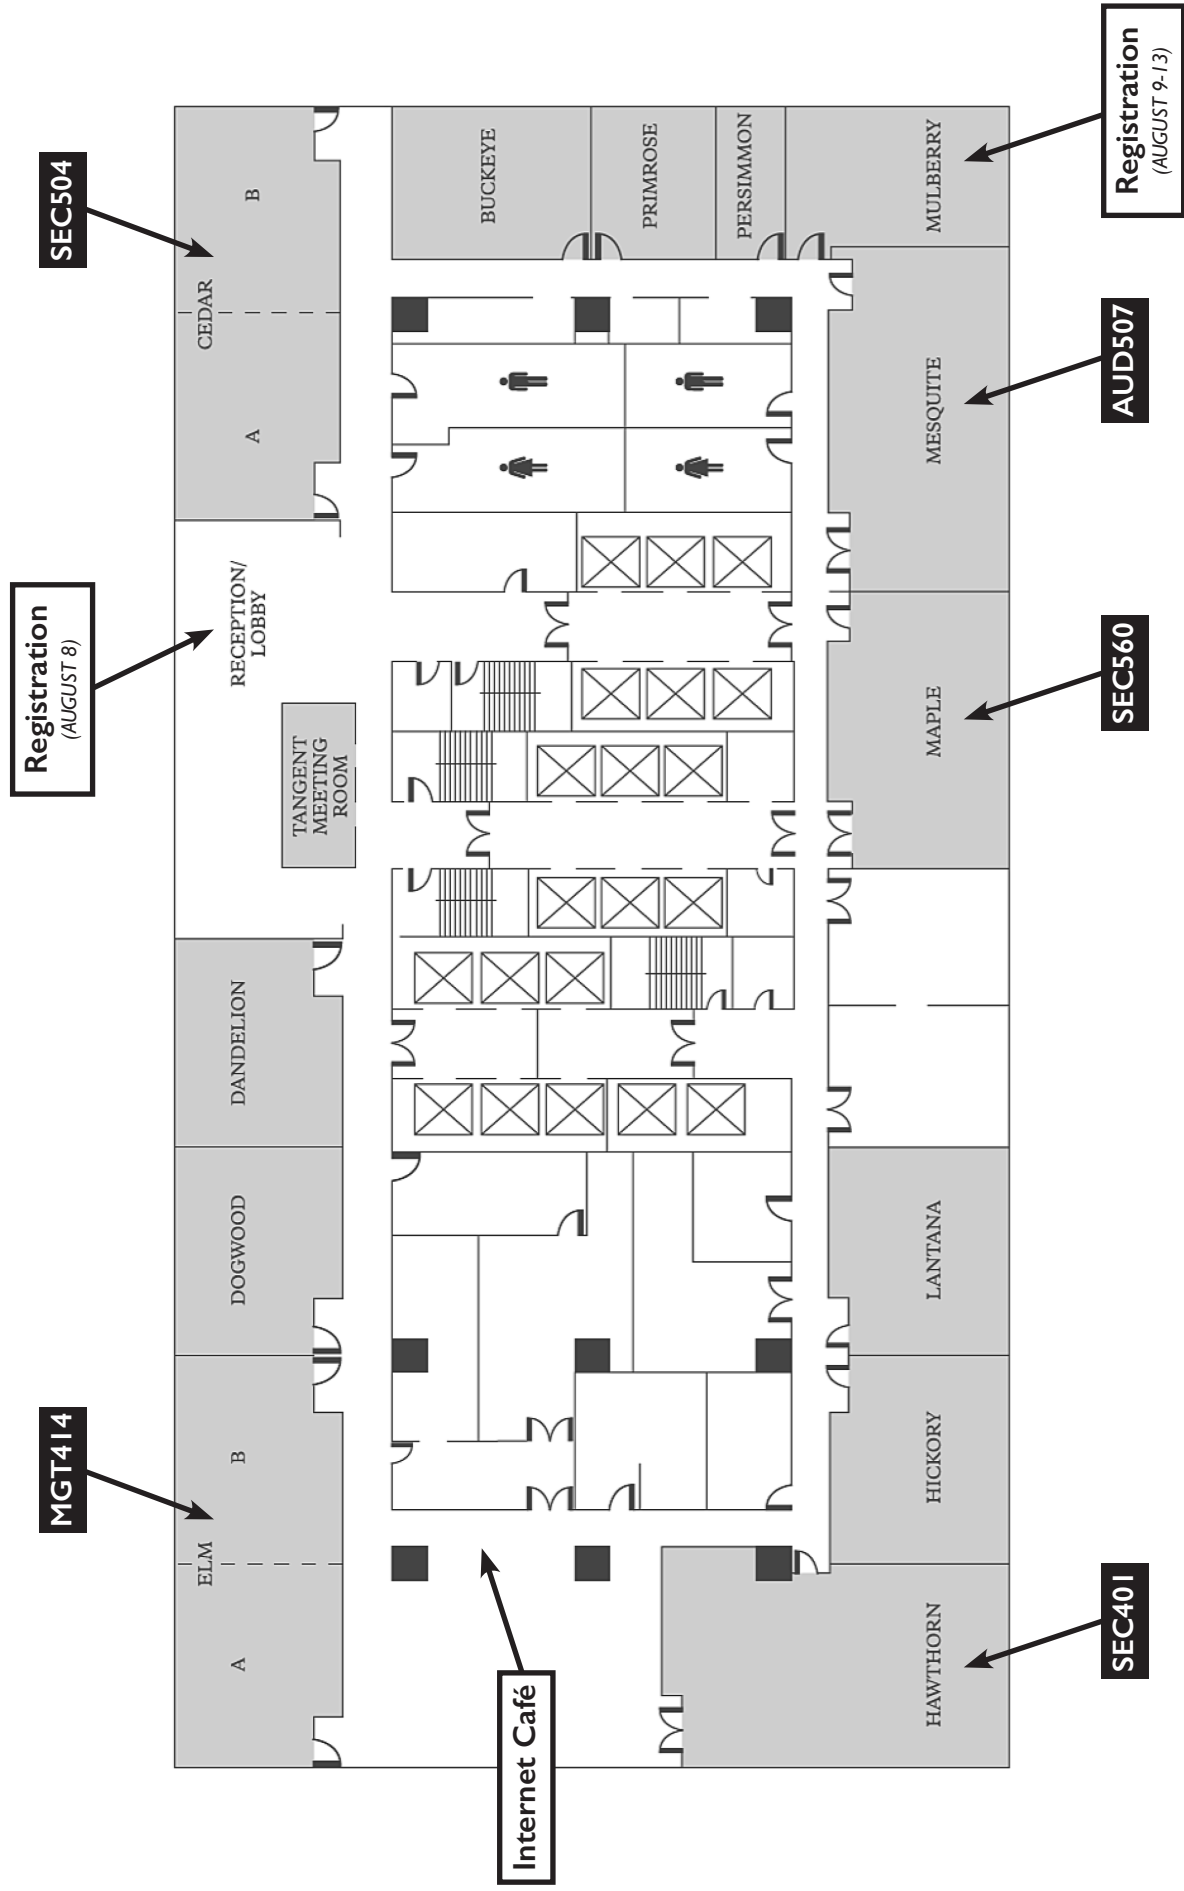 Registration
(AUGUST 8)
MGT414
SEC504
ELM
CEDAR
A
B
DOGWOOD
DANDELION
RECEPTION/
LOBBY
A
B
TANGENT
MEETING
ROOM
BUCKEYE
Internet Café
PRIMROSE
PERSIMMON
HAWTHORN
HICKORY
LANTANA
MAPLE
MESQUITE
MULBERRY
SEC401
SEC560
AUD507
Registration
(AUGUST 9-13)